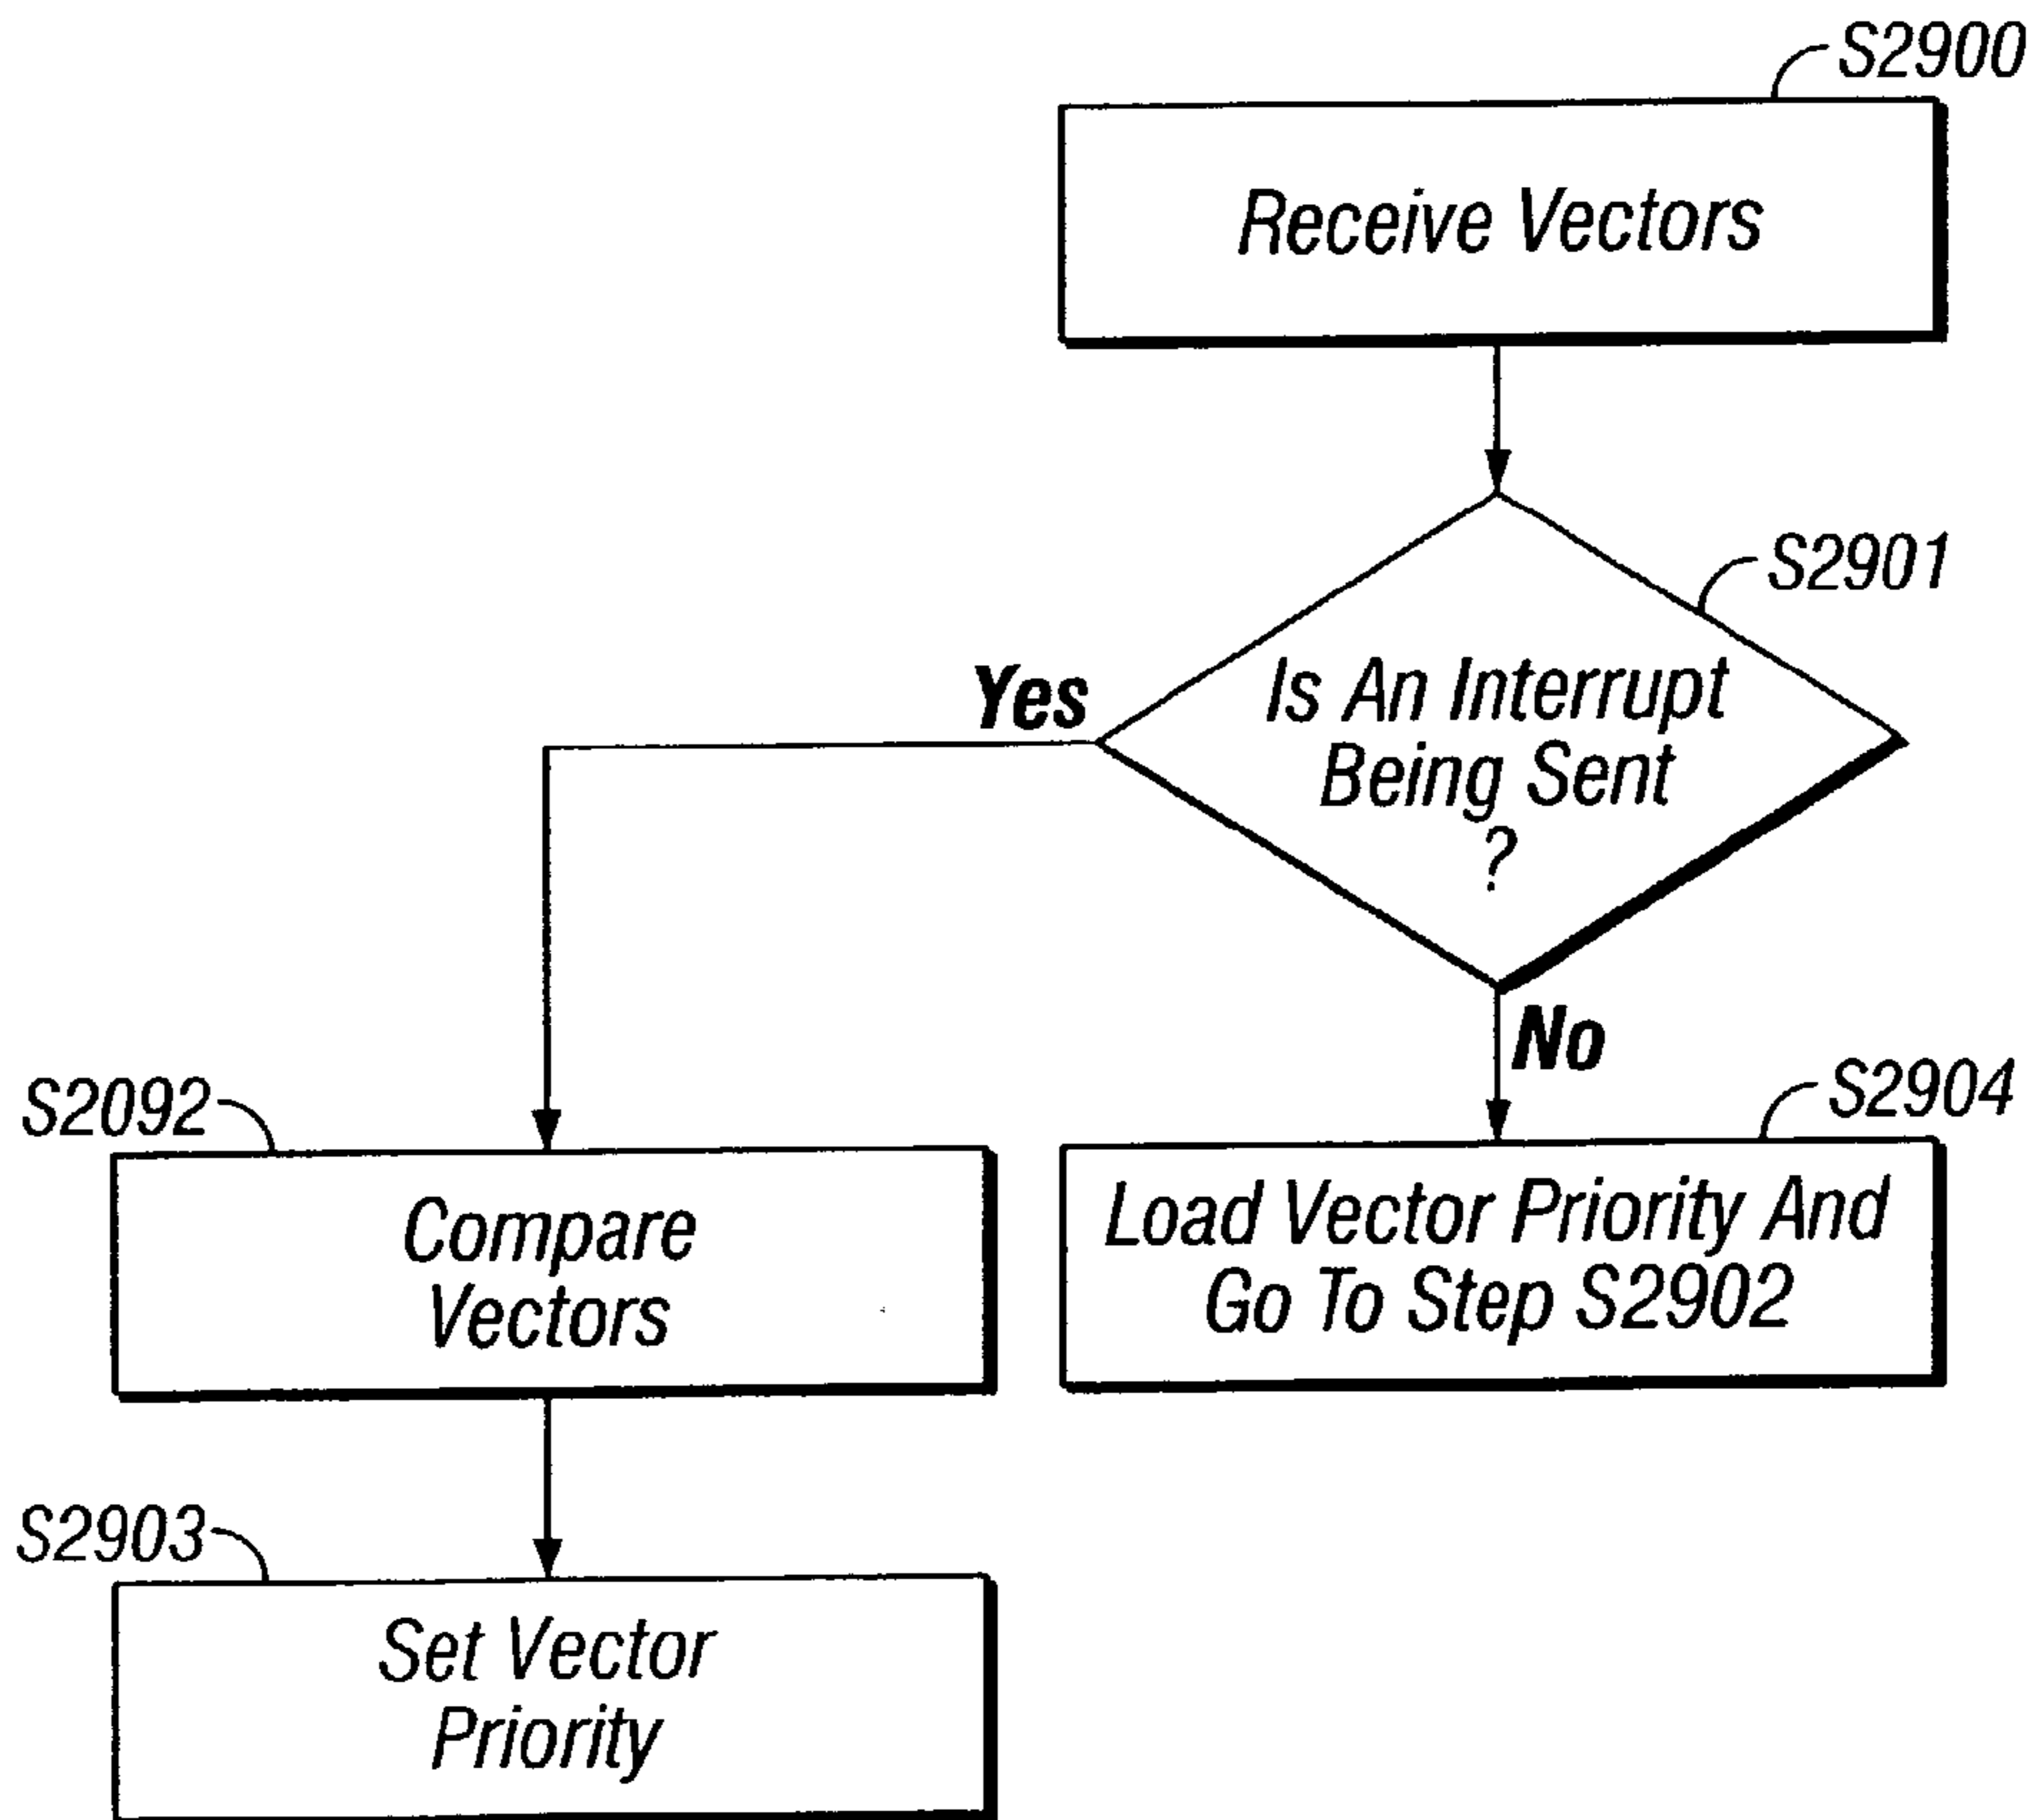 S2900
Receive Vectors
S2901
Is An Interrupt
Being Sent
?
Yes
No
S2092
Compare
Vectors
S2904
Load Vector Priority And
Go To Step S2902
S2903
Set Vector
Priority